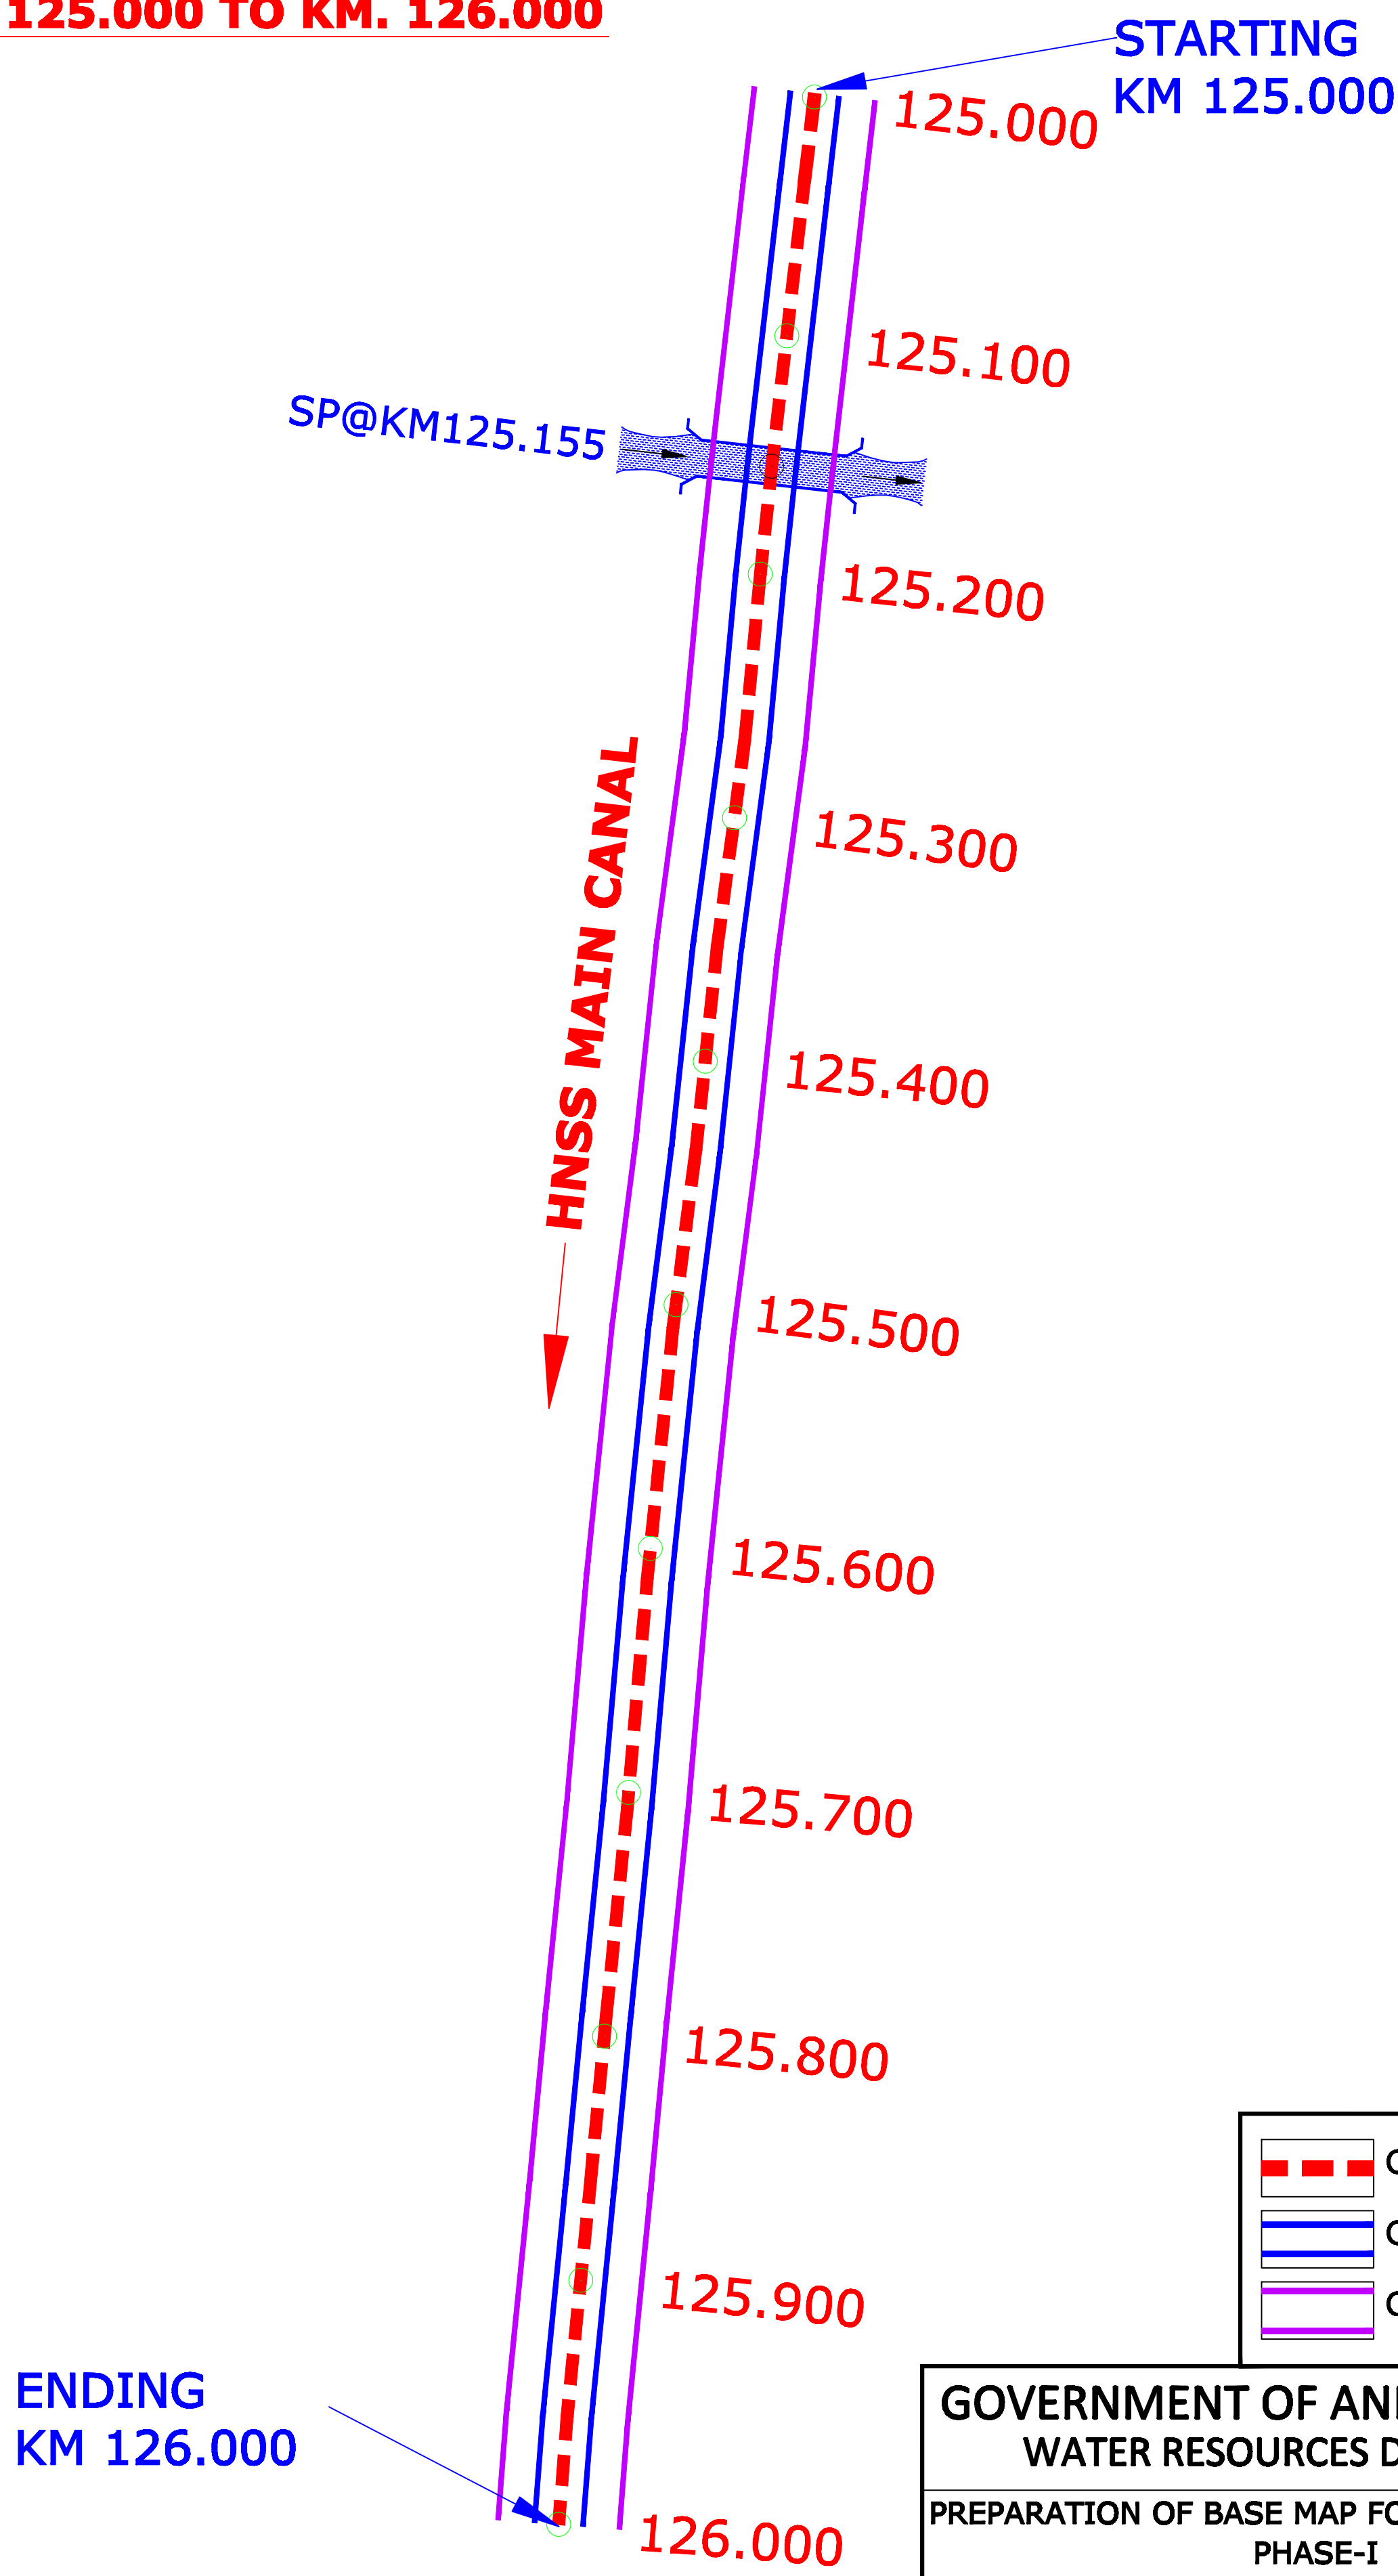 125.000 TO KM. 126.000
STARTING
KM 125.000
125.000
125.100
SP@KM125.155
125.200
125.300
HNSS MAIN CANAL
125.400
125.500
125.600
125.700
125.800
125.900
ENDING
KM 126.000
126.000
GOVERNMENT OF
WATER RESOURCES
PREPARATION OF BASE MAP
PHASE-I